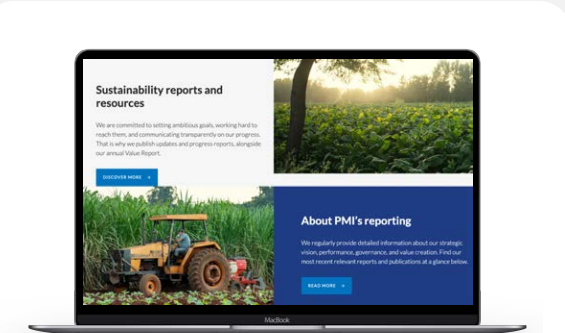 Sustainability reports and
resources
We are committed to setting ambitious goals, working hard to
reach them, and communicating transparently on our progress.
That is why we publish updates and progress reports, alongside
our annual Value Report.
DISCOVER MORE →
About PMI's reporting
We regularly provide detailed information about our strategic
vision, performance, governance, and value creation. Find our
most recent relevant reports and publications at a glance below.
READ MORE →
MacBook